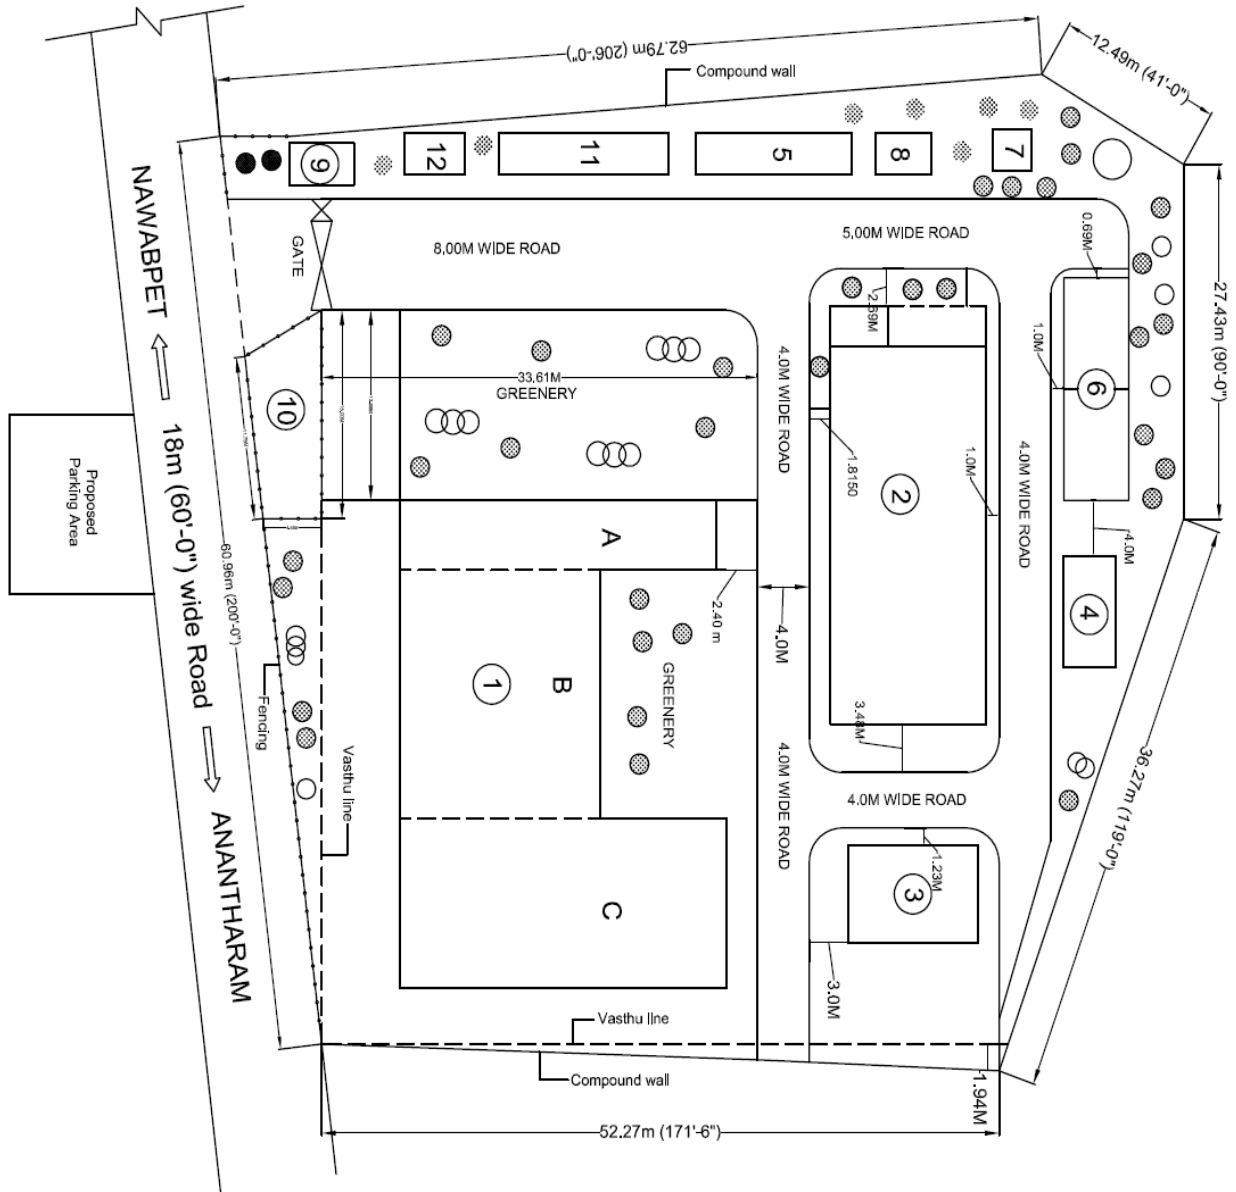 62.79m (206'-0")
12.49m (41'-0")
Compound wall
9
12
11
5
8
7
NAWABPET
GATE
8.00M WIDE ROAD
5.00M WIDE ROAD
0.69M
27.43m (90'-0")
2.69M
4.0M WIDE ROAD
1.0M
6
33.61M
GREENERY
10
1.8150
2
1.0M
4.0M WIDE ROAD
Proposed
Parking Area
18m (60'-0") wide Road
60.96m (200'-0")
A
2.40 m
4.0M
4.0M
4
B
1
GREENERY
Fencing
Vasthu line
3.48M
4.0M WIDE ROAD
4.0M WIDE ROAD
36.27m (119'-0")
ANANTHARAM
C
3
1.23M
3.0M
Vasthu line
Compound wall
1.94M
52.27m (171'-6")